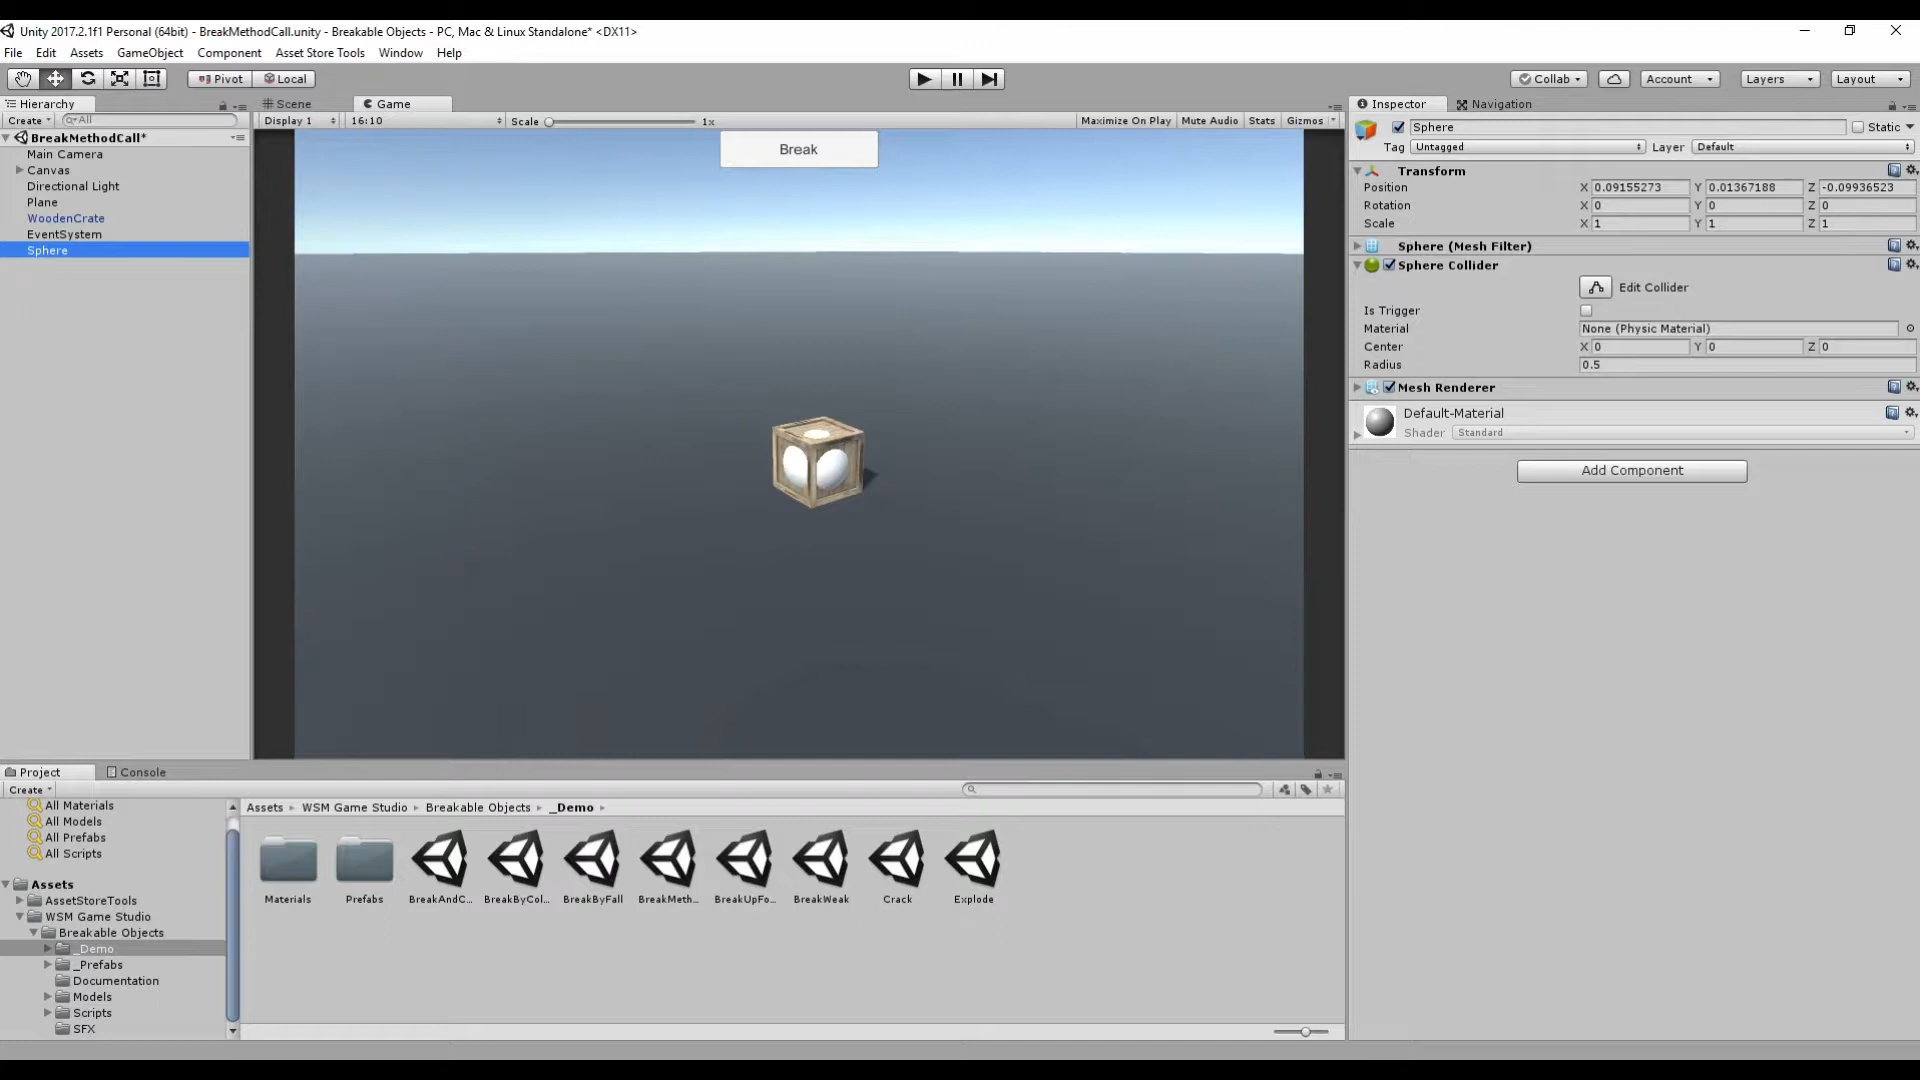 Unity 2017.2.1f1 Personal (64bit) - BreakMethodCall.unity - Breakable Objects - PC, Mac & Linux Standalone* <DX11>
File Edit Assets GameObject Component Asset Store Tools Window Help
Pivot Local Collab Account Layers Layout
Hierarchy
Create All
BreakMethodCall*
Main Camera
Canvas
Directional Light
Plane
WoodenCrate
EventSystem
Sphere
Scene Game
Display 1 16:10 Scale 1x Maximize On Play Mute Audio Stats Gizmos
Break
Inspector Navigation
Sphere Static
Tag Untagged Layer Default
Transform
Position X 0.09155273 Y 0.01367188 Z -0.09936523
Rotation X 0 Y 0 Z 0
Scale X 1 Y 1 Z 1
Sphere (Mesh Filter)
Sphere Collider
Edit Collider
Is Trigger
Material None (Physic Material)
Center X 0 Y 0 Z 0
Radius 0.5
Mesh Renderer
Default-Material
Shader Standard
Add Component
Project Console
Create
All Materials
All Models
All Prefabs
All Scripts
Assets
AssetStoreTools
WSM Game Studio
Breakable Objects
_Demo
_Prefabs
Documentation
Models
Scripts
SFX
Assets WSM Game Studio Breakable Objects _Demo
Materials Prefabs BreakAndC... BreakByCol... BreakByFall BreakMeth... BreakUpFo... BreakWeak Crack Explode